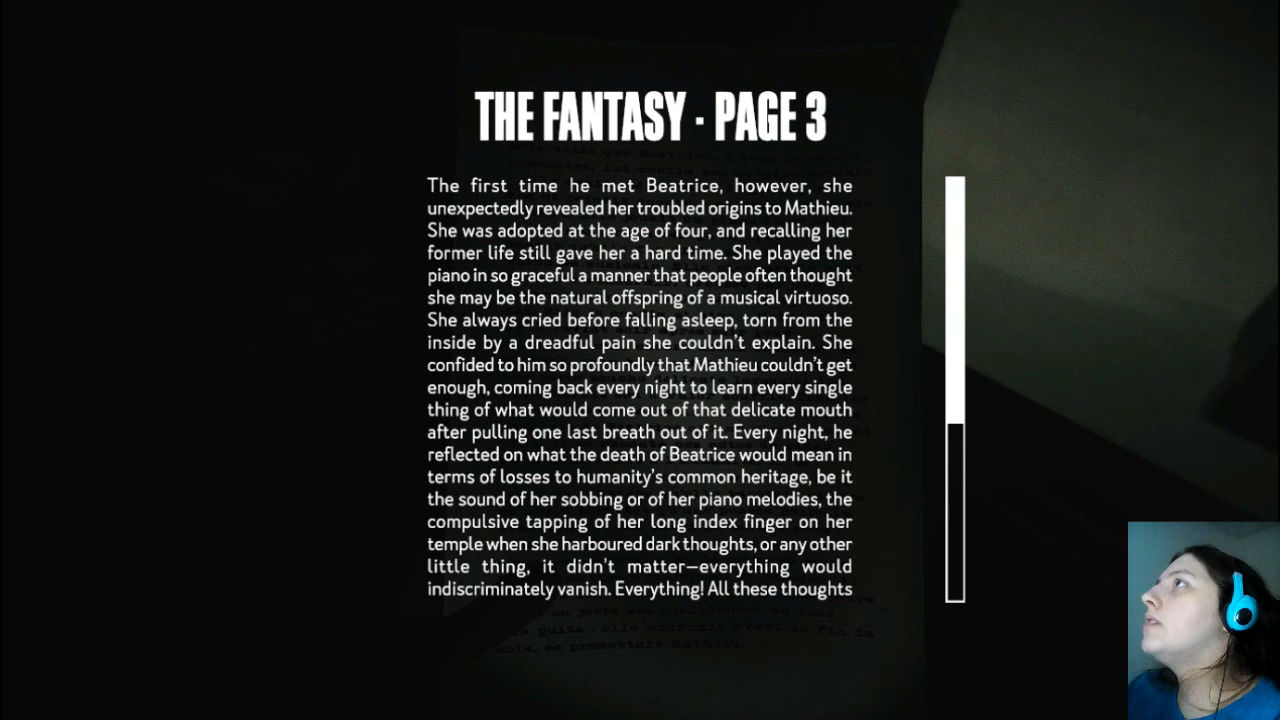 THE FANTASY - PAGE 3
The first time he met Beatrice, however, she
unexpectedly revealed her troubled origins to Mathieu.
She was adopted at the age of four, and recalling her
former life still gave her a hard time. She played the
piano in so graceful a manner that people often thought
she may be the natural offspring of a musical virtuoso.
She always cried before falling asleep, torn from the
inside by a dreadful pain she couldn't explain. She
confided to him so profoundly that Mathieu couldn't get
enough, coming back every night to learn every single
thing of what would come out of that delicate mouth
after pulling one last breath out of it. Every night, he
reflected on what the death of Beatrice would mean in
terms of losses to humanity's common heritage, be it
the sound of her sobbing or of her piano melodies, the
compulsive tapping of her long index finger on her
temple when she harboured dark thoughts, or any other
little thing, it didn't matter—everything would
indiscriminately vanish. Everything! All these thoughts